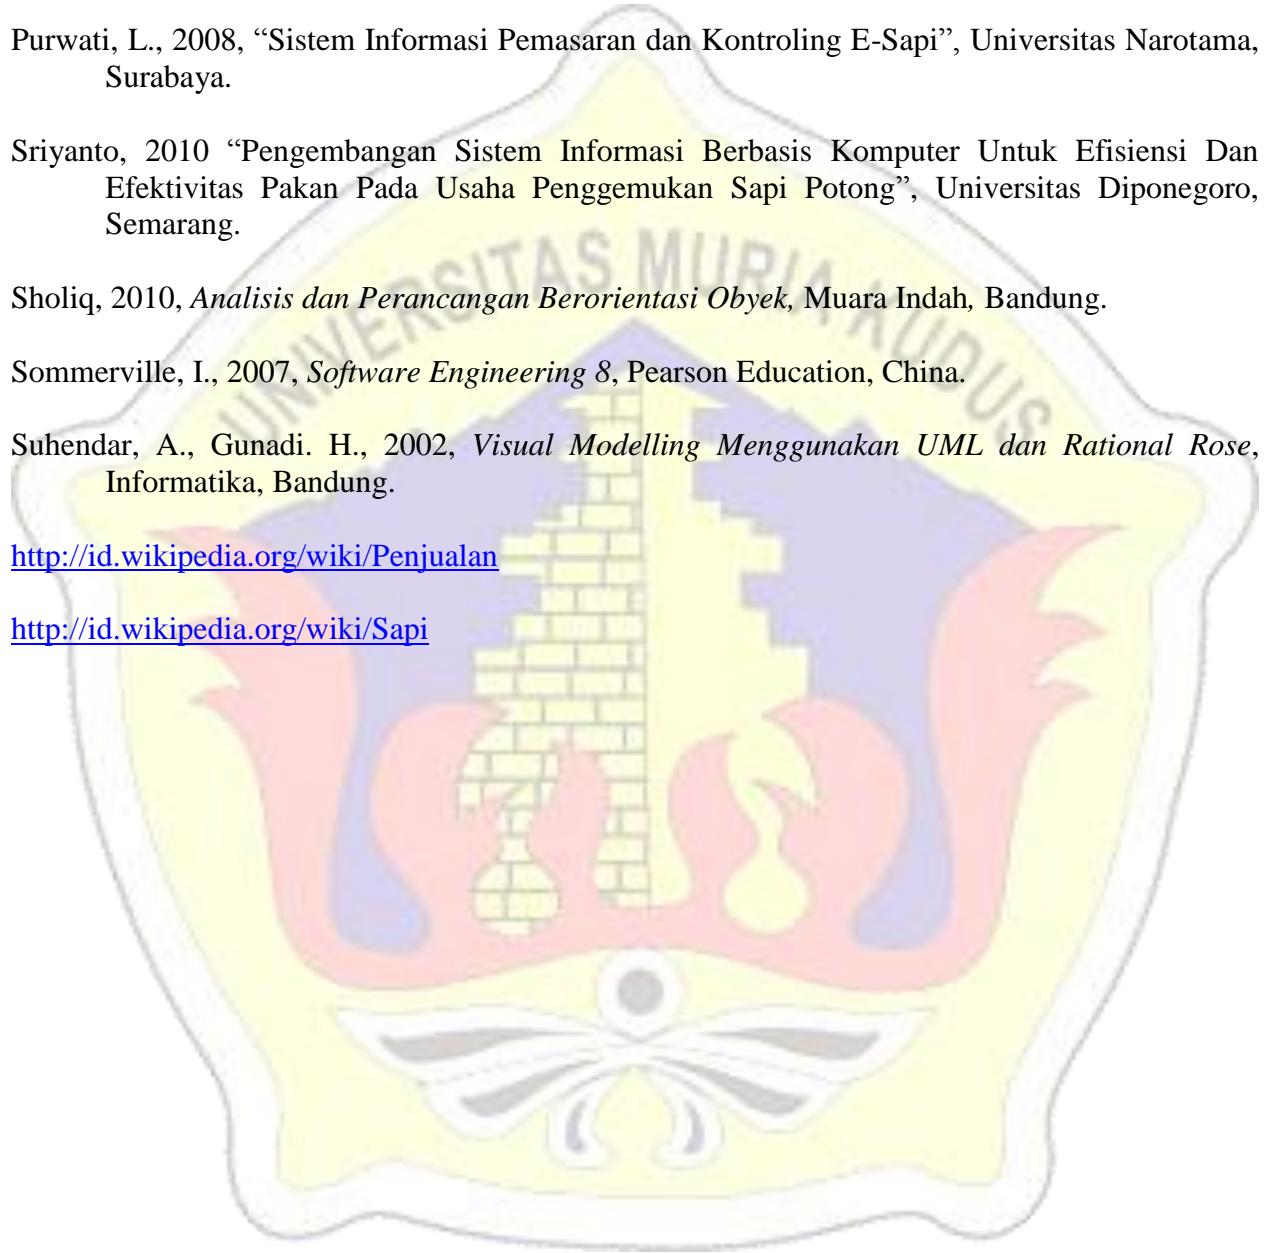 Purwati, L., 2008, “Sistem Informasi Pemasaran dan Kontroling E-Sapi”, Universitas Narotama,
Surabaya.
Sriyanto, 2010 “Pengembangan Sistem Informasi Berbasis Komputer Untuk Efisiensi Dan
Efektivitas Pakan Pada Usaha Penggemukan Sapi Potong”, Universitas Diponegoro,
Semarang.
UNIVERSITAS MURIA KUDUS
Sholiq, 2010, Analisis dan Perancangan Berorientasi Obyek, Muara Indah, Bandung.
Sommerville, I., 2007, Software Engineering 8, Pearson Education, China.
Suhendar, A., Gunadi. H., 2002, Visual Modelling Menggunakan UML dan Rational Rose,
Informatika, Bandung.
http://id.wikipedia.org/wiki/Penjualan
http://id.wikipedia.org/wiki/Sapi